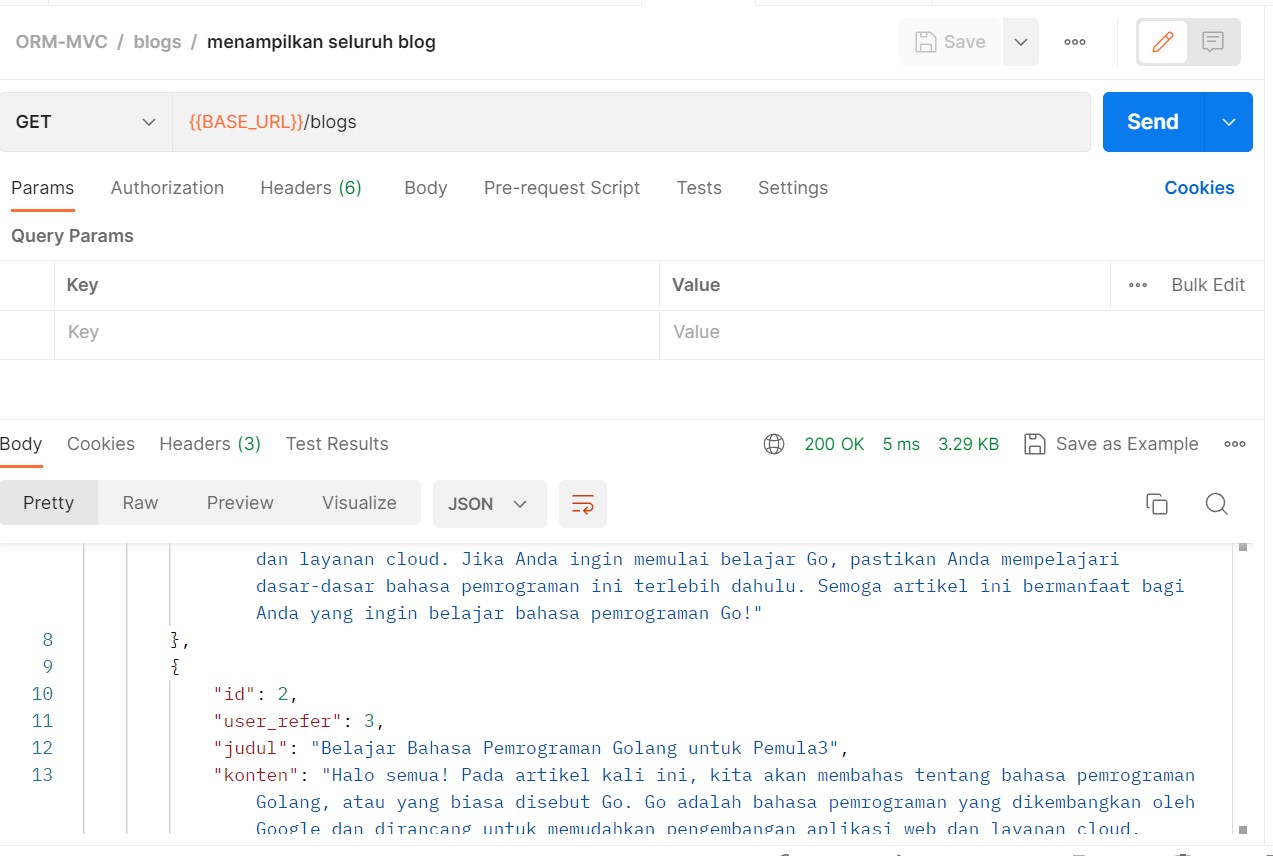 ORM-MVC / blogs / menampilkan seluruh blog
Save
GET
{{BASE_URL}}/blogs
Send
Params Authorization Headers (6) Body Pre-request Script Tests Settings Cookies
Query Params
Key Value Bulk Edit
Key Value
Body Cookies Headers (3) Test Results 200 OK 5 ms 3.29 KB Save as Example
Pretty Raw Preview Visualize JSON
dan layanan cloud. Jika Anda ingin memulai belajar Go, pastikan Anda mempelajari
dasar-dasar bahasa pemrograman ini terlebih dahulu. Semoga artikel ini bermanfaat bagi
Anda yang ingin belajar bahasa pemrograman Go!"
8 },
9 {
10 "id": 2,
11 "user_refer": 3,
12 "judul": "Belajar Bahasa Pemrograman Golang untuk Pemula3",
13 "konten": "Halo semua! Pada artikel kali ini, kita akan membahas tentang bahasa pemrograman
Golang, atau yang biasa disebut Go. Go adalah bahasa pemrograman yang dikembangkan oleh
Google dan dirancang untuk memudahkan pengembangan aplikasi web dan layanan cloud.